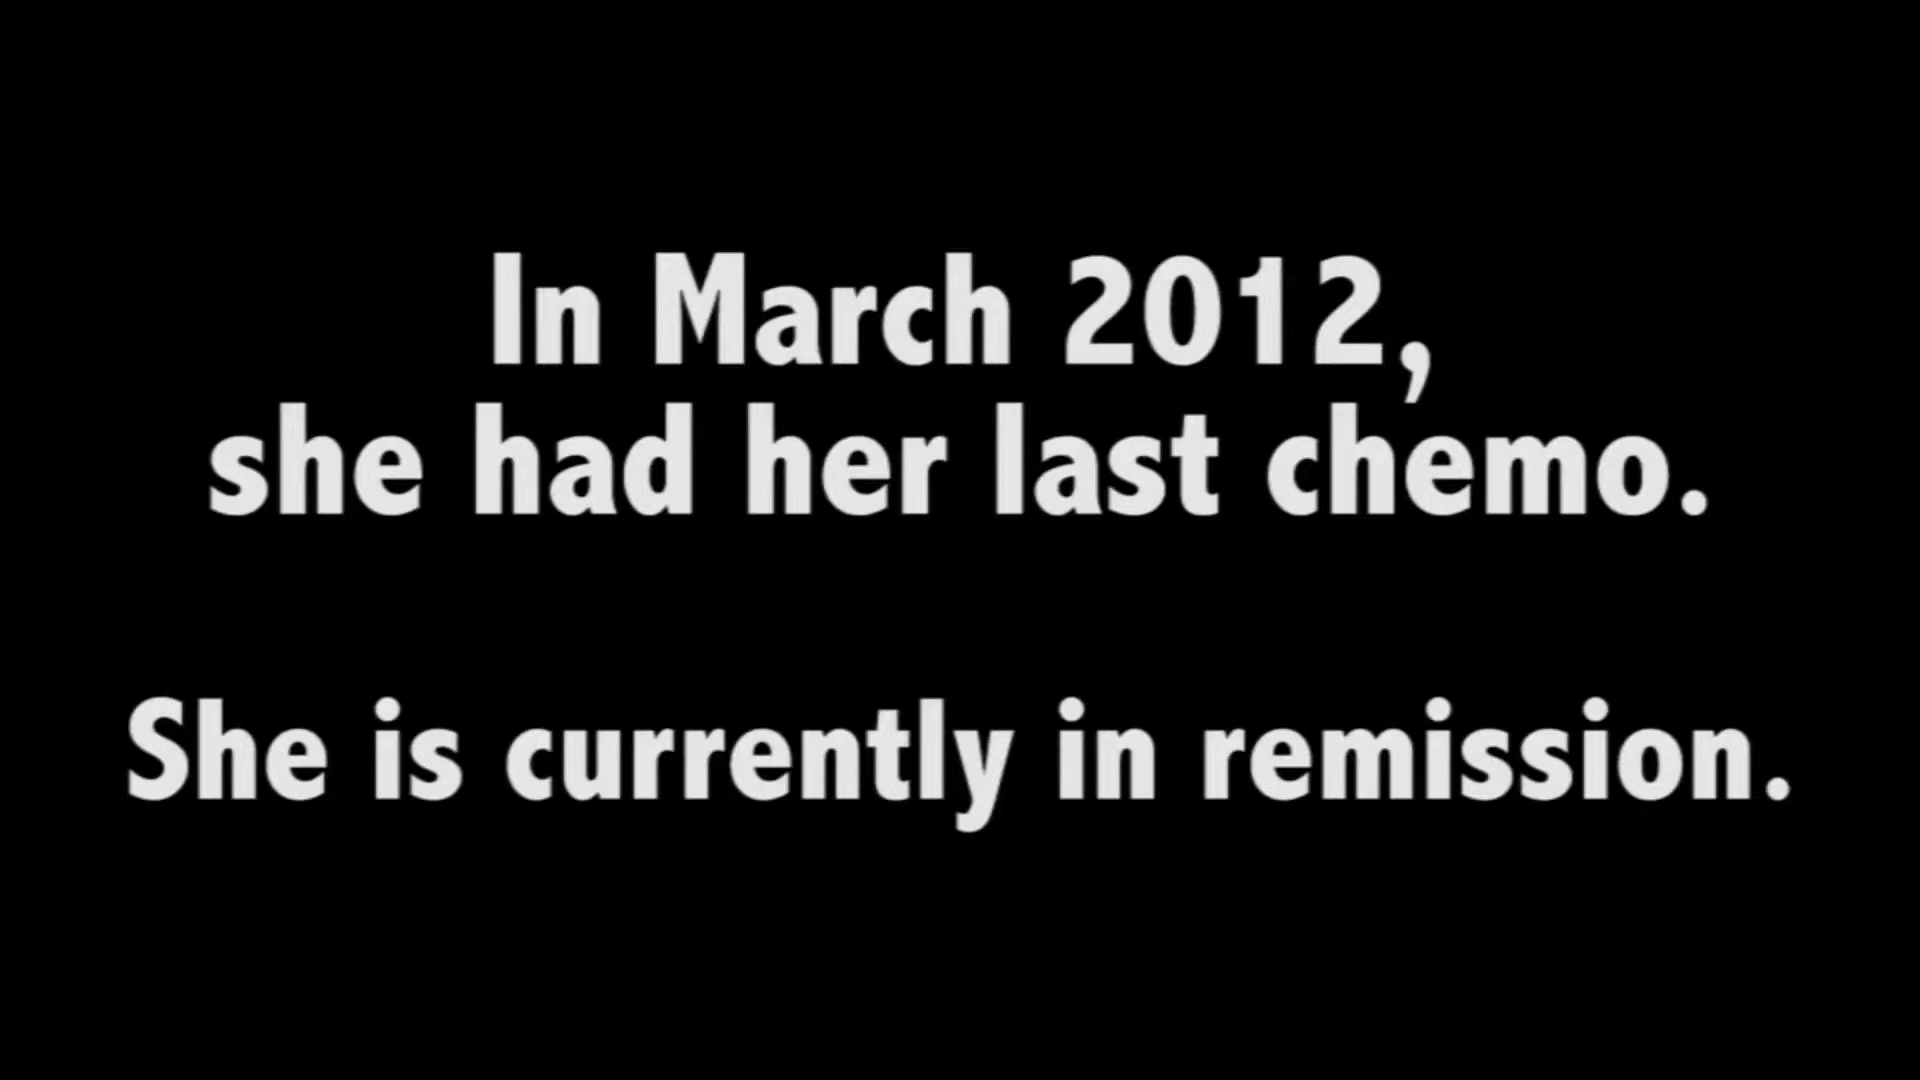 In March 2012,
she had her last chemo.
She is currently in remission.